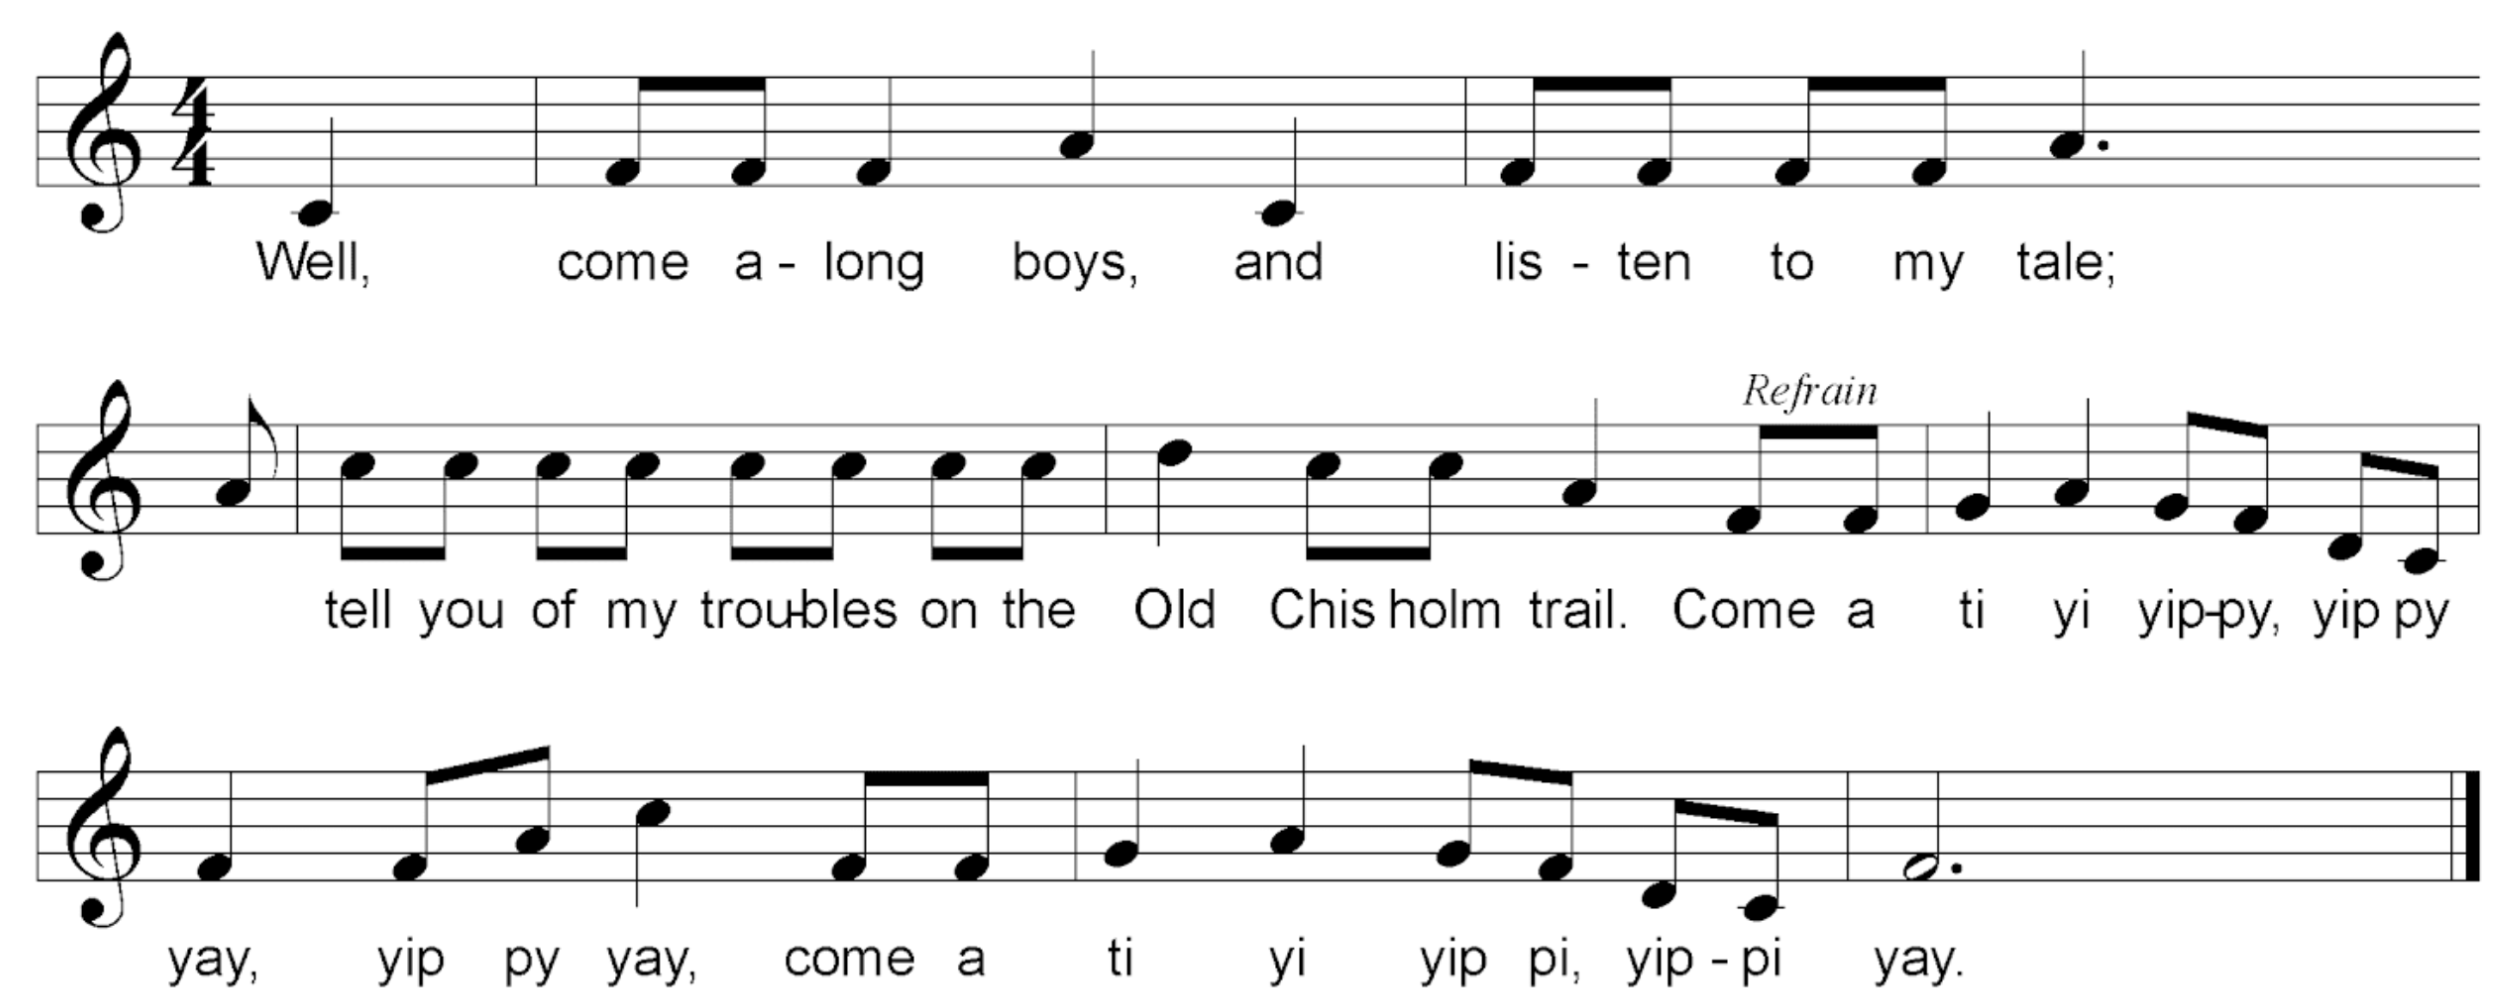 4
4
Well, come a - long boys, and lis - ten to my tale;
Refrain
tell you of my trou-bles on the Old Chis holm trail. Come a ti yi yip-py, yip py
yay, yip py yay, come a ti yi yip pi, yip - pi yay.